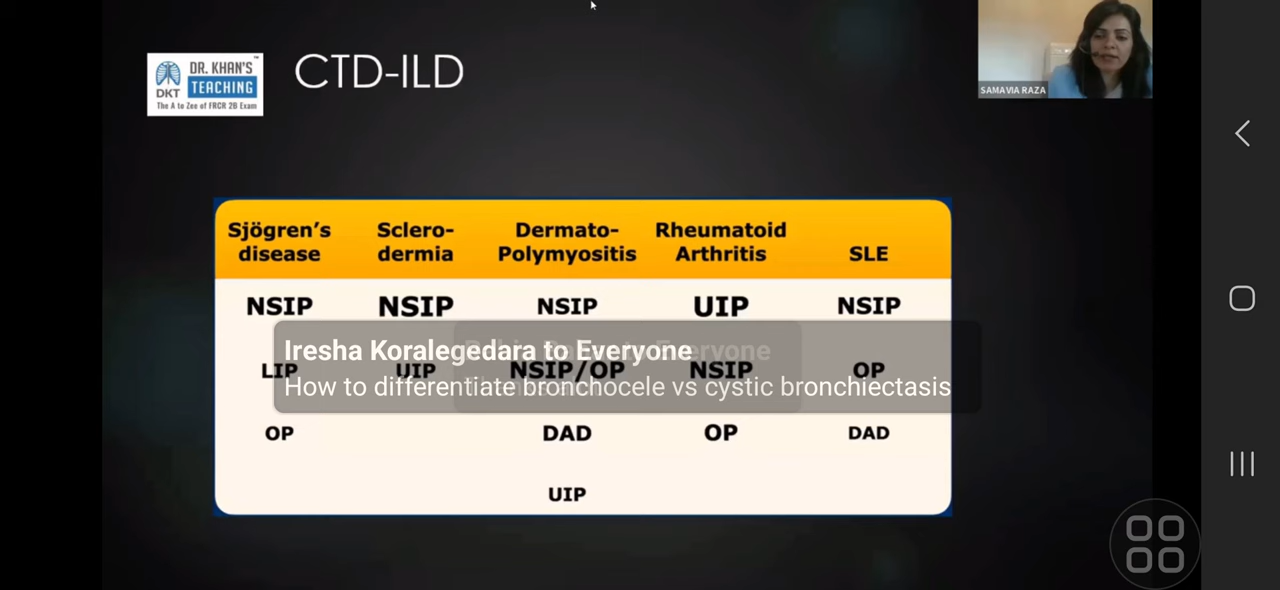 DR. KHAN'S
DKT TEACHING
The A to Zee of FRCR 2B Exam
CTD-ILD
SAMAVIA RAZA
Sjögren's disease
Sclero-dermia
Dermato-Polymyositis
Rheumatoid Arthritis
SLE
NSIP NSIP NSIP UIP NSIP
Iresha Koralegedara to Everyone
LIP UIP NSIP/OP NSIP OP
How to differentiate bronchocele vs cystic bronchiectasis
OP DAD OP DAD
UIP